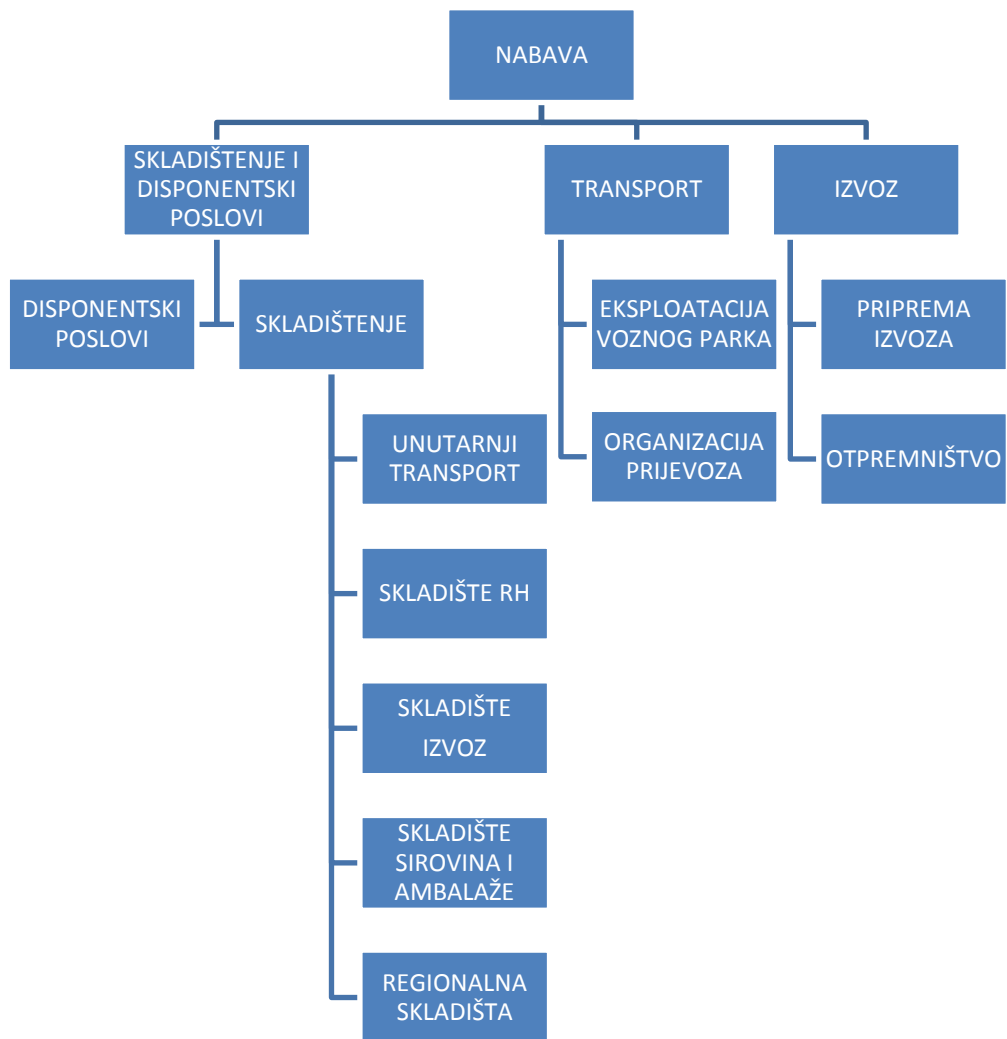 NABAVA
SKLADIŠTENJE I
DISPONENTSKI
POSLOVI
TRANSPORT
IZVOZ
DISPONENTSKI
POSLOVI
SKLADIŠTENJE
EKSPLOATACIJA
VOZNOG PARKA
PRIPREMA
IZVOZA
UNUTARNJI
TRANSPORT
ORGANIZACIJA
PRIJEVOZA
OTPREMNIŠTVO
SKLADIŠTE RH
SKLADIŠTE
IZVOZ
SKLADIŠTE
SIROVINA I
AMBALAŽE
REGIONALNA
SKLADIŠTA